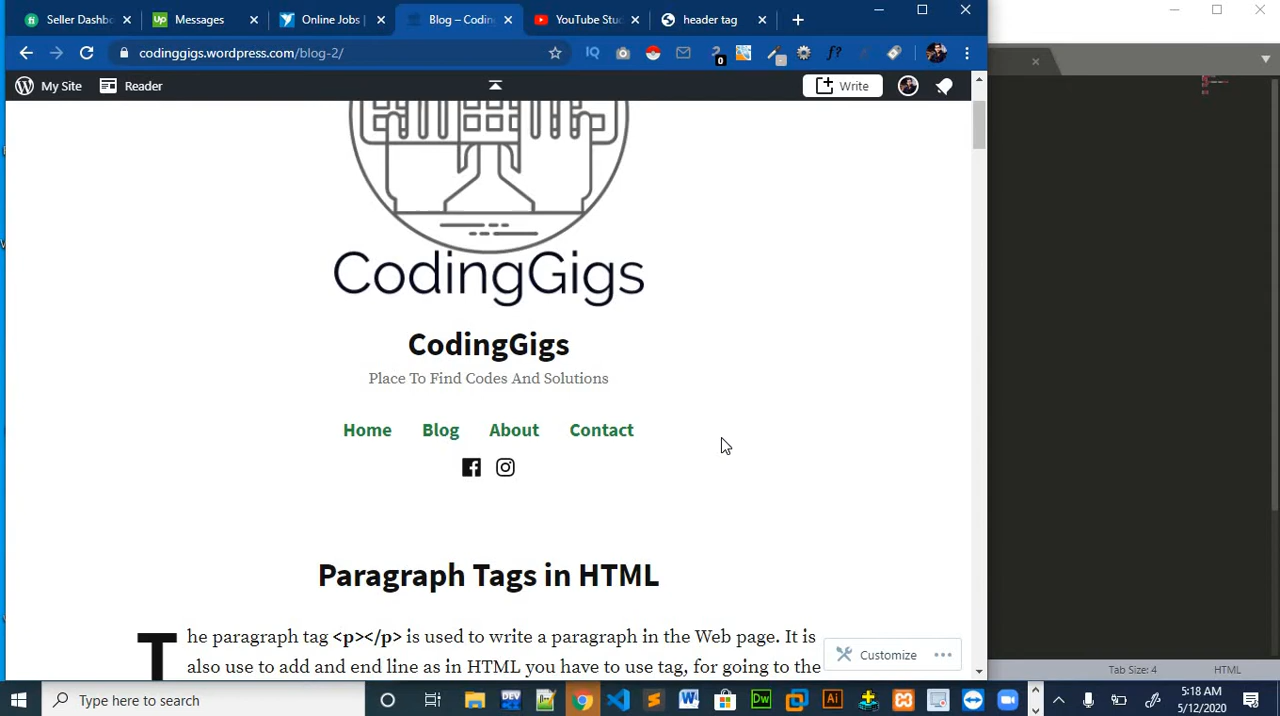 Seller Dashb
Messages
Online Jobs
Blog – Codin
YouTube Stu
header tag
codinggigs.wordpress.com/blog-2/
IQ
0
f?
My Site
Reader
Write
CodingGigs
CodingGigs
Place To Find Codes And Solutions
Home Blog About Contact
Paragraph Tags in HTML
The paragraph tag <p></p> is used to write a paragraph in the Web page. It is
also use to add and end line as in HTML you have to use tag, for going to the
Customize
Tab Size: 4
HTML
Type here to search
5:18 AM
5/12/2020